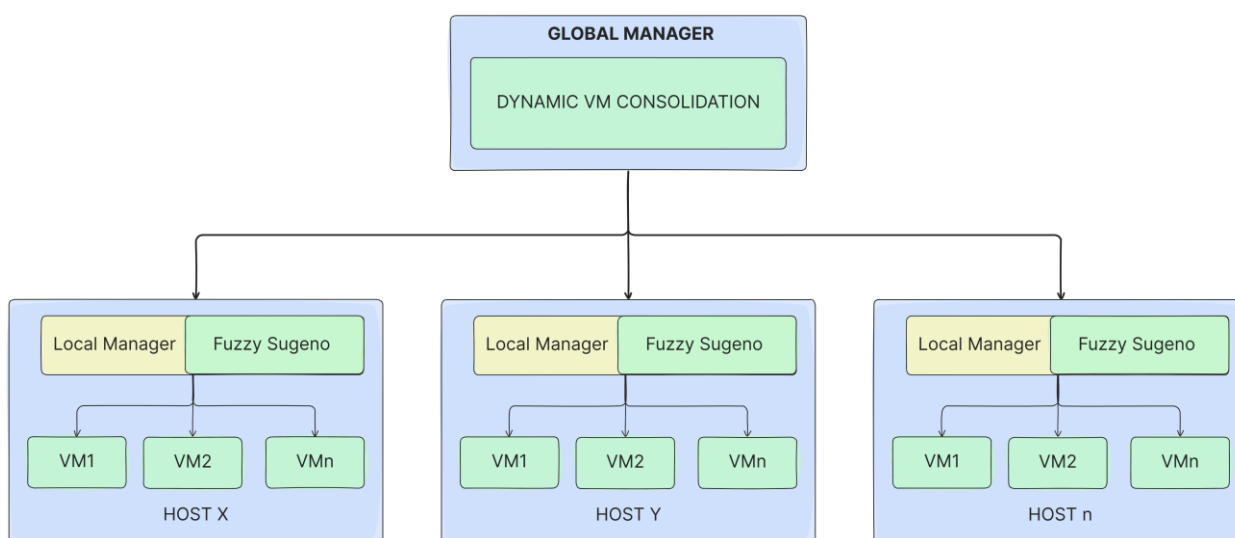 GLOBAL MANAGER
DYNAMIC VM CONSOLIDATION
Local Manager
Fuzzy Sugeno
VM1
VM2
VMn
HOST X
Local Manager
Fuzzy Sugeno
VM1
VM2
VMn
HOST Y
Local Manager
Fuzzy Sugeno
VM1
VM2
VMn
HOST n